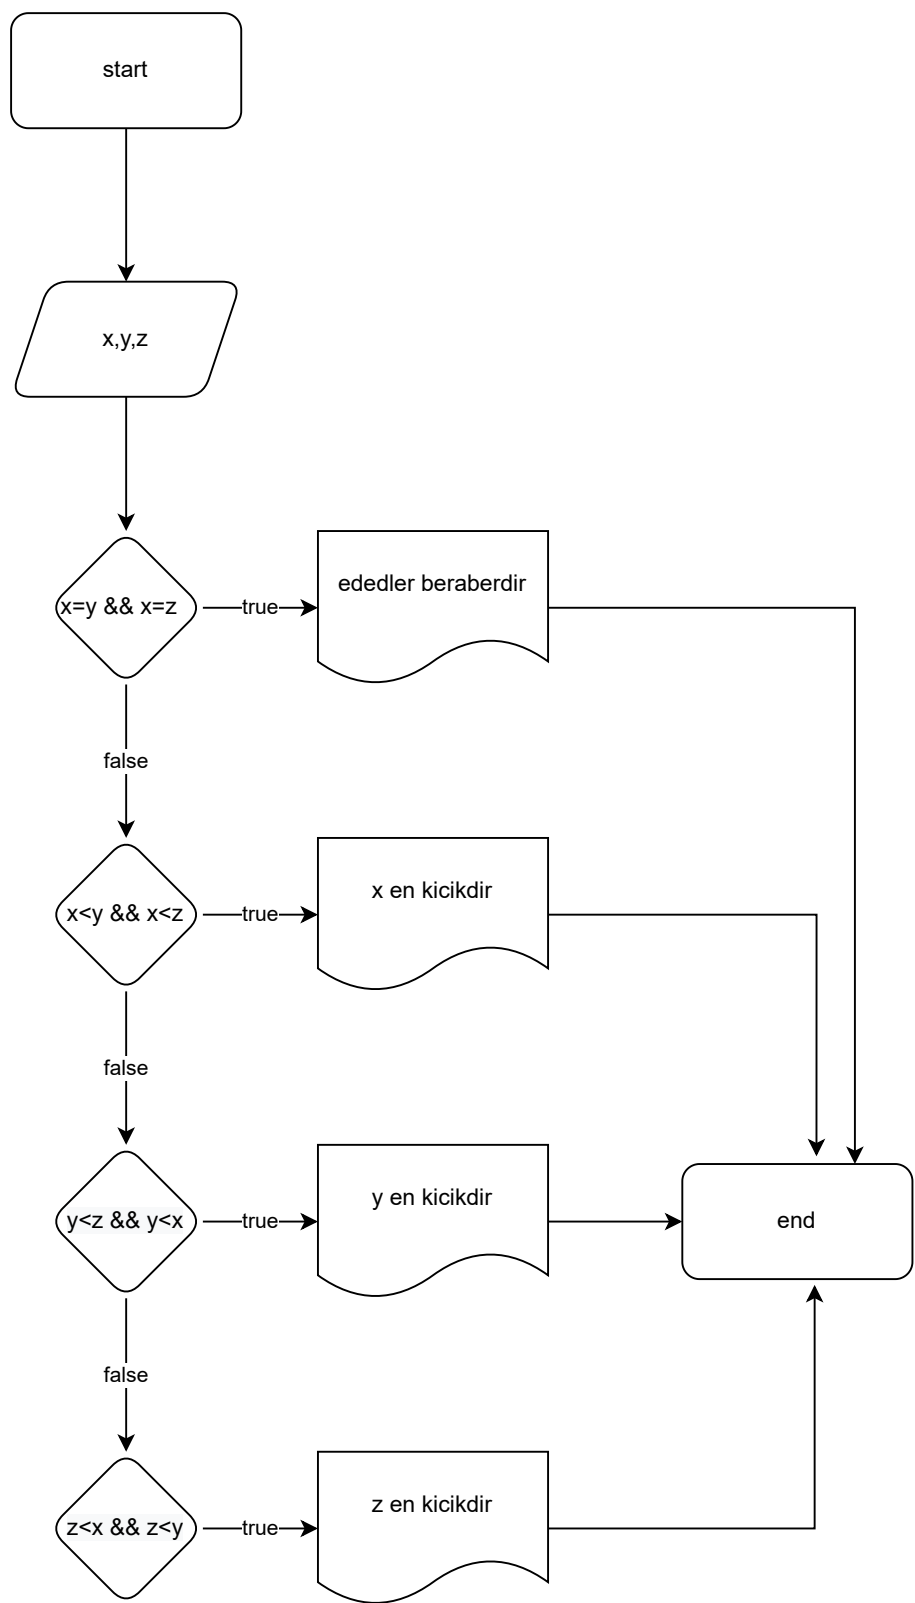 start
x,y,z
x=y && x=z
true
ededler beraberdir
false
x<y && x<z
true
x en kicikdir
false
y<z && y<x
true
y en kicikdir
end
false
z<x && z<y
true
z en kicikdir